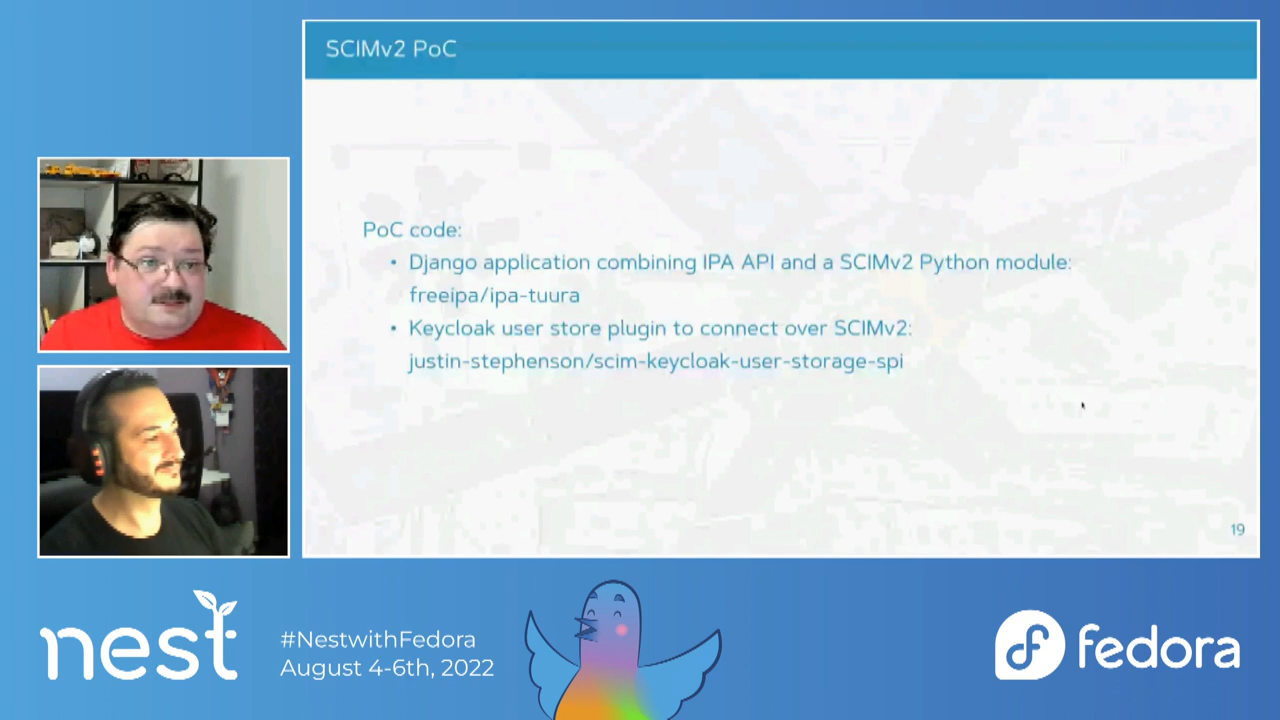 SCIMv2 PoC
PoC code:
• Django application combining IPA API and a SCIMv2 Python module:
freeipa/ipa-tuura
• Keycloak user store plugin to connect over SCIMv2:
justin-stephenson/scim-keycloak-user-storage-spi
19
nest
#NestwithFedora
August 4-6th, 2022
fedora